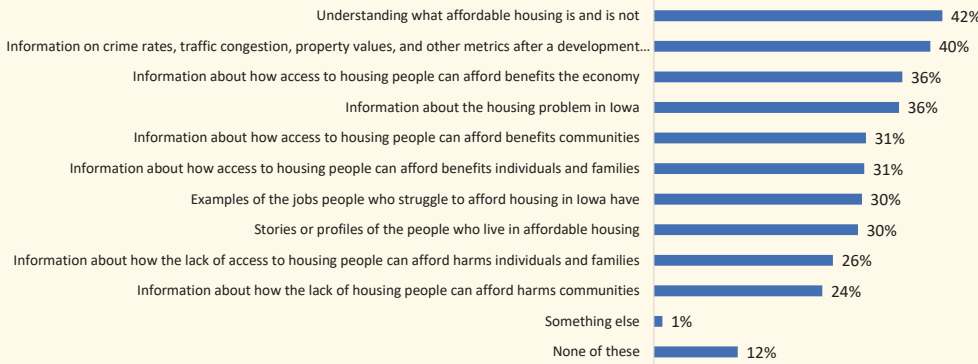 Understanding what affordable housing is and is not 42%
Information on crime rates, traffic congestion, property values, and other metrics after a development… 40%
Information about how access to housing people can afford benefits the economy 36%
Information about the housing problem in Iowa 36%
Information about how access to housing people can afford benefits communities 31%
Information about how access to housing people can afford benefits individuals and families 31%
Examples of the jobs people who struggle to afford housing in Iowa have 30%
Stories or profiles of the people who live in affordable housing 30%
Information about how the lack of access to housing people can afford harms individuals and families 26%
Information about how the lack of housing people can afford harms communities 24%
Something else 1%
None of these 12%